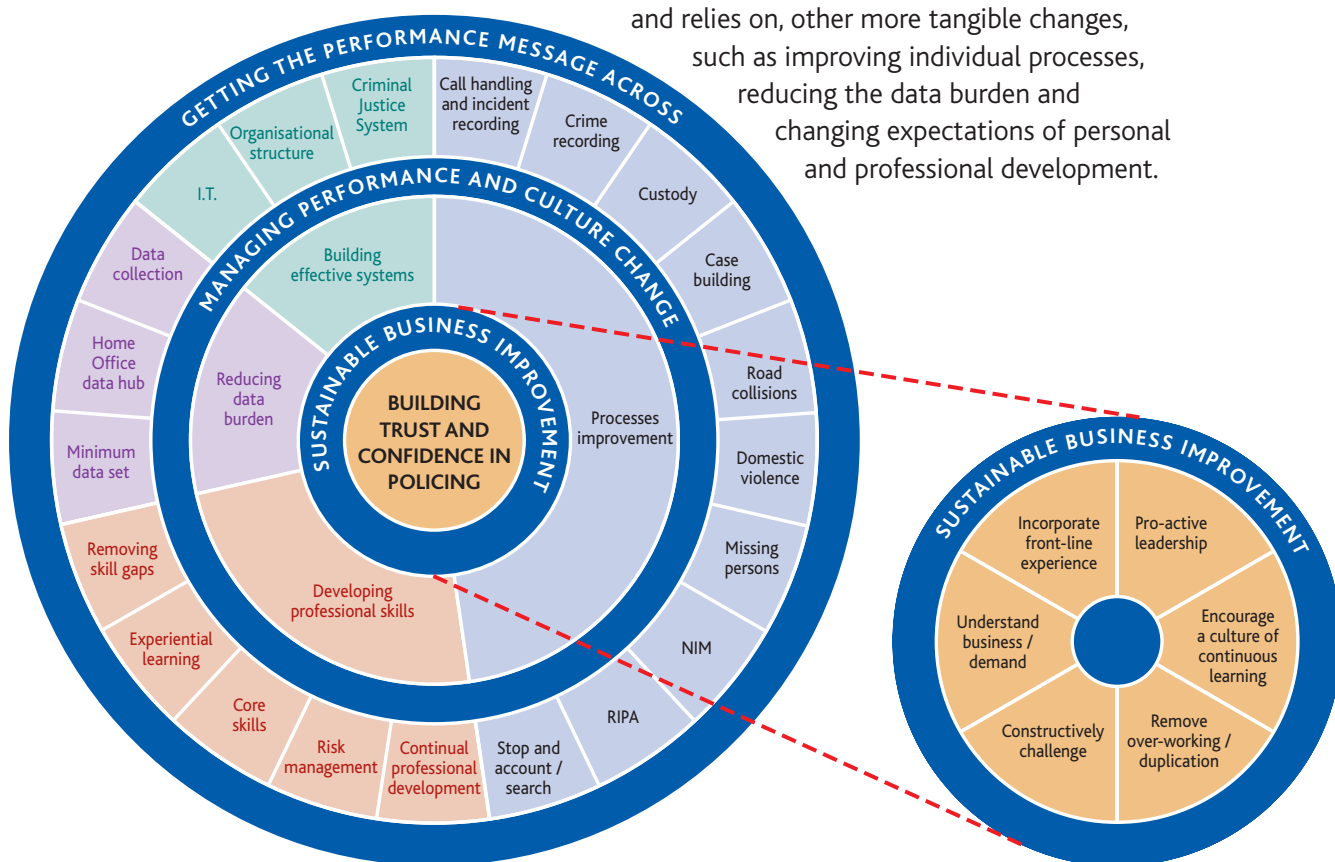 and relies on, other more tangible changes,
such as improving individual processes,
reducing the data burden and
changing expectations of personal
and professional development.
GETTING THE PERFORMANCE MESSAGE ACROSS
Call handling
and incident
recording
Crime
recording
Custody
Case
building
Road
collisions
Domestic
violence
Missing
persons
NIM
RIPA
Stop and
account /
search
Continual
professional
development
Risk
management
Core
skills
Experiential
learning
Removing
skill gaps
Minimum
data set
Home
Office
data hub
Data
collection
I.T.
Organisational
structure
Criminal
Justice
System
MANAGING PERFORMANCE AND CULTURE CHANGE
Processes
improvement
Developing
professional skills
Reducing
data
burden
Building
effective systems
SUSTAINABLE BUSINESS IMPROVEMENT
BUILDING
TRUST AND
CONFIDENCE IN
POLICING
SUSTAINABLE BUSINESS IMPROVEMENT
Pro-active
leadership
Encourage
a culture of
continuous
learning
Remove
over-working /
duplication
Constructively
challenge
Understand
business /
demand
Incorporate
front-line
experience